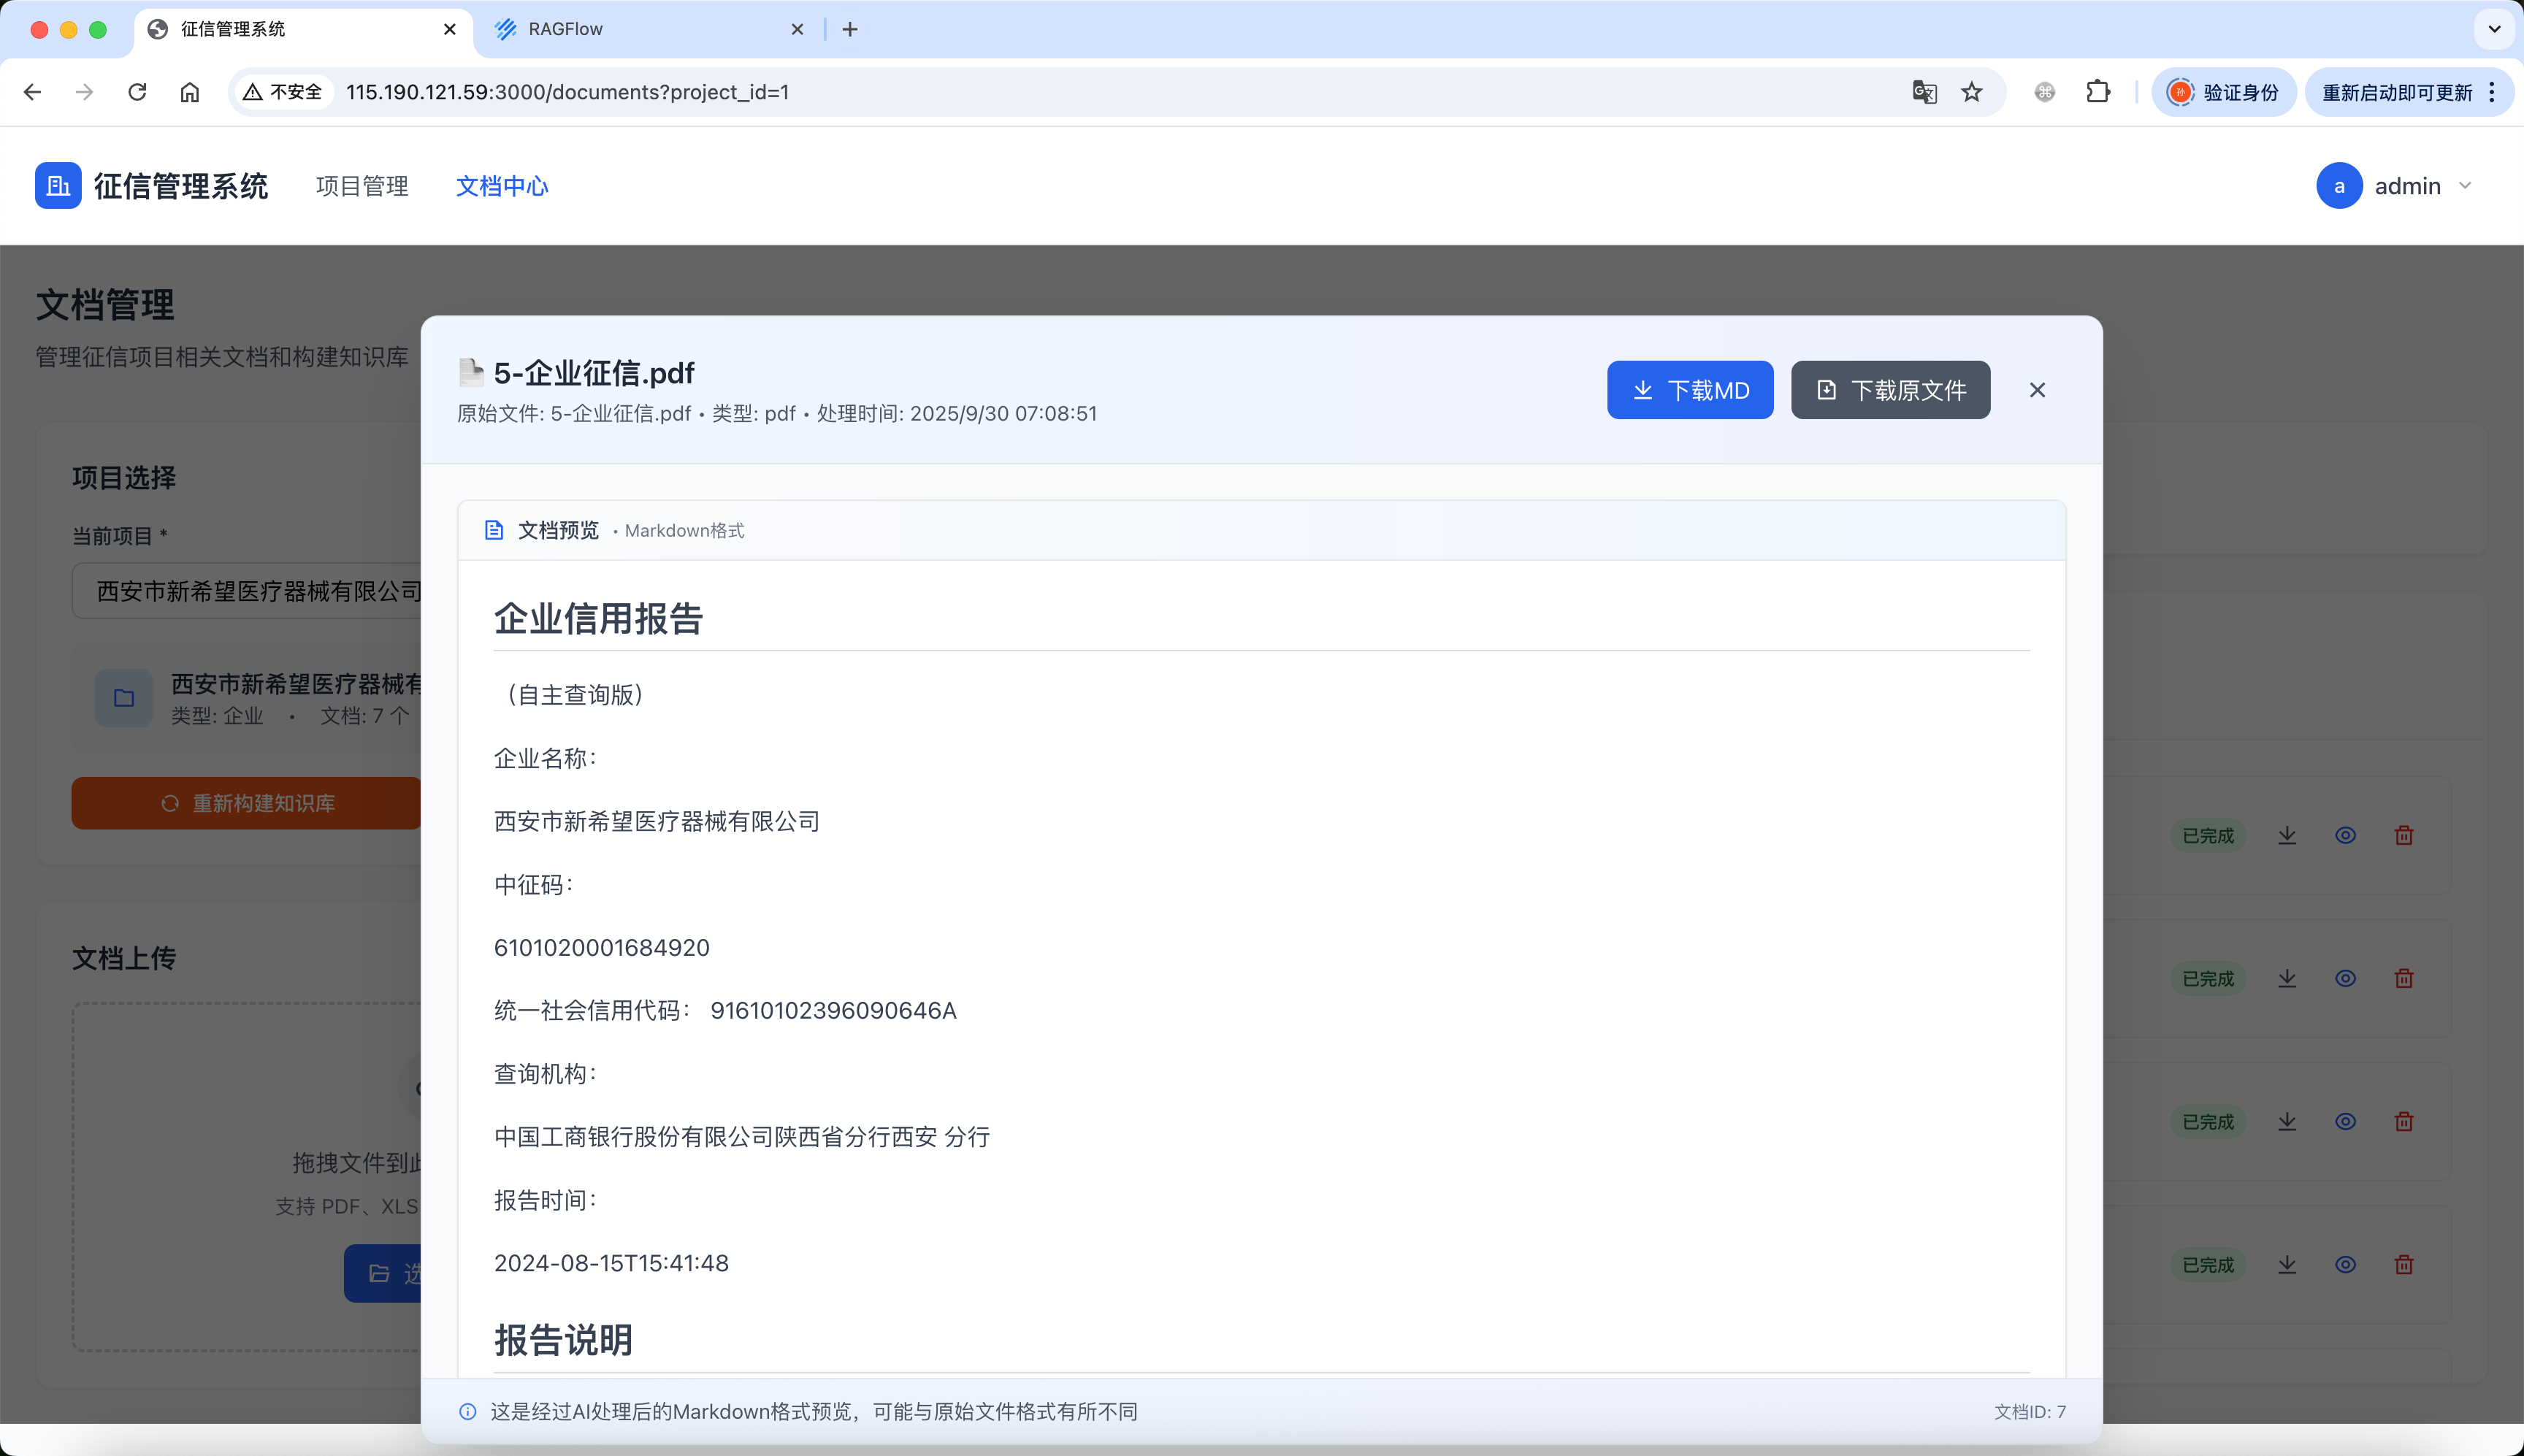 征信管理系统
RAGFlow
不安全
115.190.121.59:3000/documents?project_id=1
验证身份
重新启动即可更新
征信管理系统
项目管理
文档中心
a
admin
文档管理
管理征信项目相关文档和构建知识库
5-企业征信.pdf
原始文件: 5-企业征信.pdf • 类型: pdf • 处理时间: 2025/9/30 07:08:51
下载MD
下载原文件
项目选择
当前项目 *
西安市新希望医疗器械有限公司
西安市新希望医疗器械有
类型: 企业 • 文档: 7 个
重新构建知识库
文档上传
拖拽文件到此
支持 PDF、XLS
选
文档预览 • Markdown格式
企业信用报告
（自主查询版）
企业名称：
西安市新希望医疗器械有限公司
中征码：
6101020001684920
统一社会信用代码： 91610102396090646A
查询机构：
中国工商银行股份有限公司陕西省分行西安 分行
报告时间：
2024-08-15T15:41:48
报告说明
已完成
已完成
已完成
已完成
这是经过AI处理后的Markdown格式预览，可能与原始文件格式有所不同
文档ID: 7